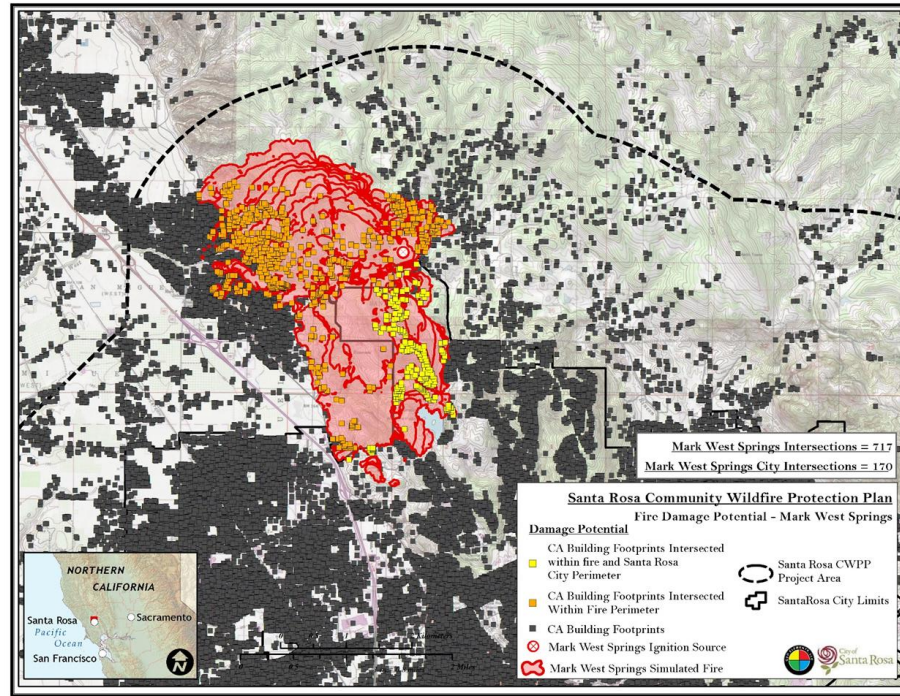 Mark West Springs Intersections = 717
Mark West Springs City Intersections = 170
Santa Rosa Community Wildfire Protection Plan
Fire Damage Potential - Mark West Springs
Damage Potential
CA Building Footprints Intersected
within fire and Santa Rosa
City Perimeter
CA Building Footprints Intersected
Within Fire Perimeter
CA Building Footprints
Mark West Springs Ignition Source
Mark West Springs Simulated Fire
Santa Rosa CWPP
Project Area
SantaRosa City Limits
City of
Santa Rosa
NORTHERN
CALIFORNIA
Santa Rosa
Sacramento
Pacific
Ocean
San Francisco
N
2 Miles